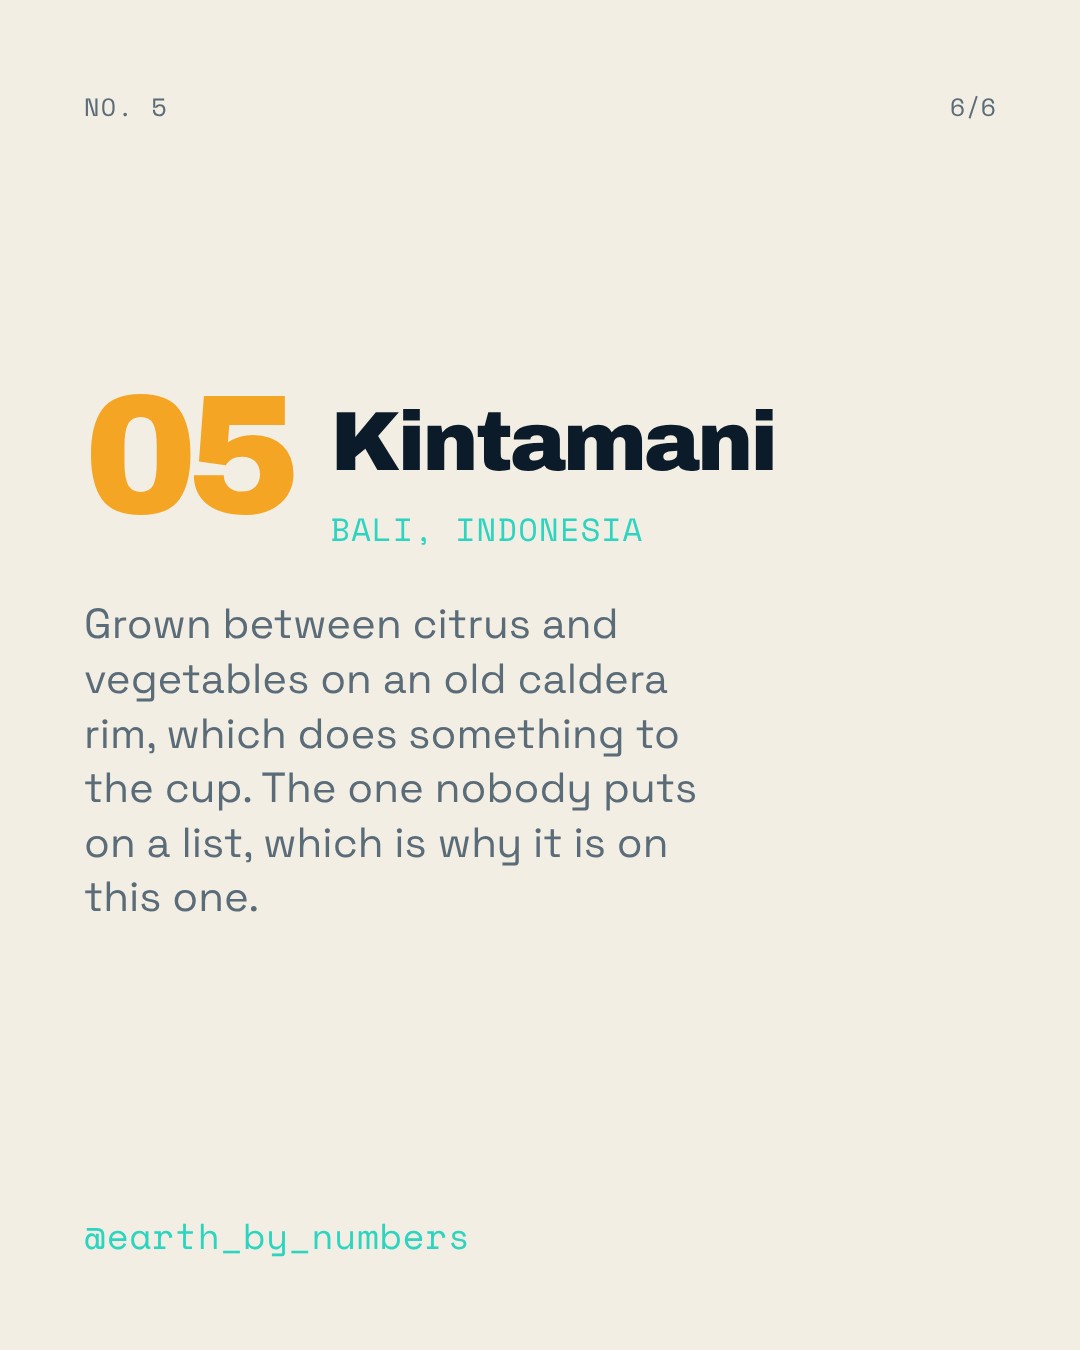 NO. 5
6/6
05
Kintamani
BALI, INDONESIA
Grown between citrus and
vegetables on an old caldera
rim, which does something to
the cup. The one nobody puts
on a list, which is why it is on
this one.
@earth_by_numbers